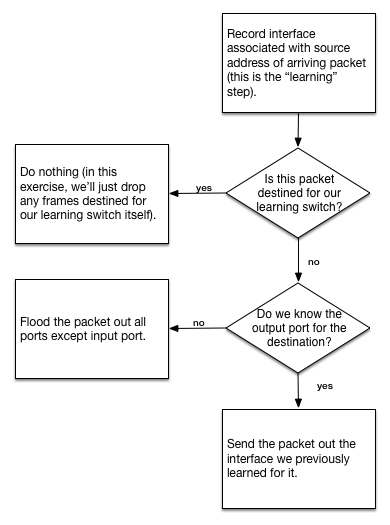 Record interface
associated with source
address of arriving packet
(this is the “learning”
step).
Is this packet
destined for our
learning switch?
yes
Do nothing (in this
exercise, we’ll just drop
any frames destined for
our learning switch itself).
no
Do we know the
output port for the
destination?
no
Flood the packet out all
ports except input port.
yes
Send the packet out the
interface we previously
learned for it.